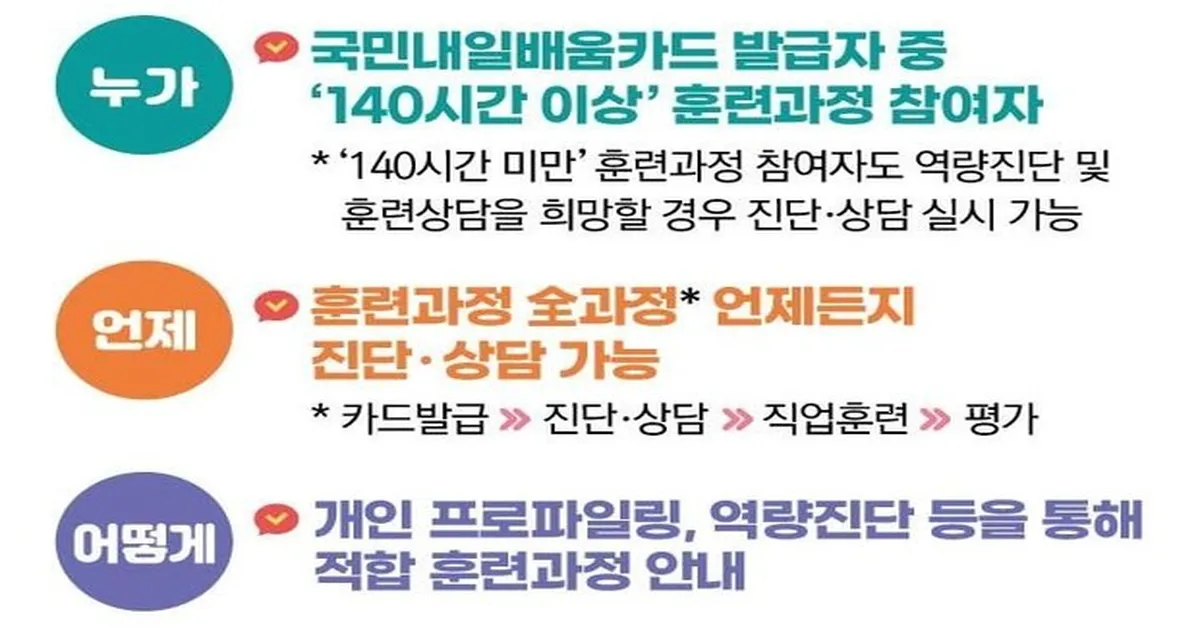 누가
국민내일배움카드 발급자 중
‘140시간 이상’ 훈련과정 참여자
* ‘140시간 미만’ 훈련과정 참여자도 역량진단 및
훈련상담을 희망할 경우 진단·상담 실시 가능
언제
훈련과정 全과정* 언제든지
진단·상담 가능
* 카드발급 » 진단·상담 » 직업훈련 » 평가
어떻게
개인 프로파일링, 역량진단 등을 통해
적합 훈련과정 안내